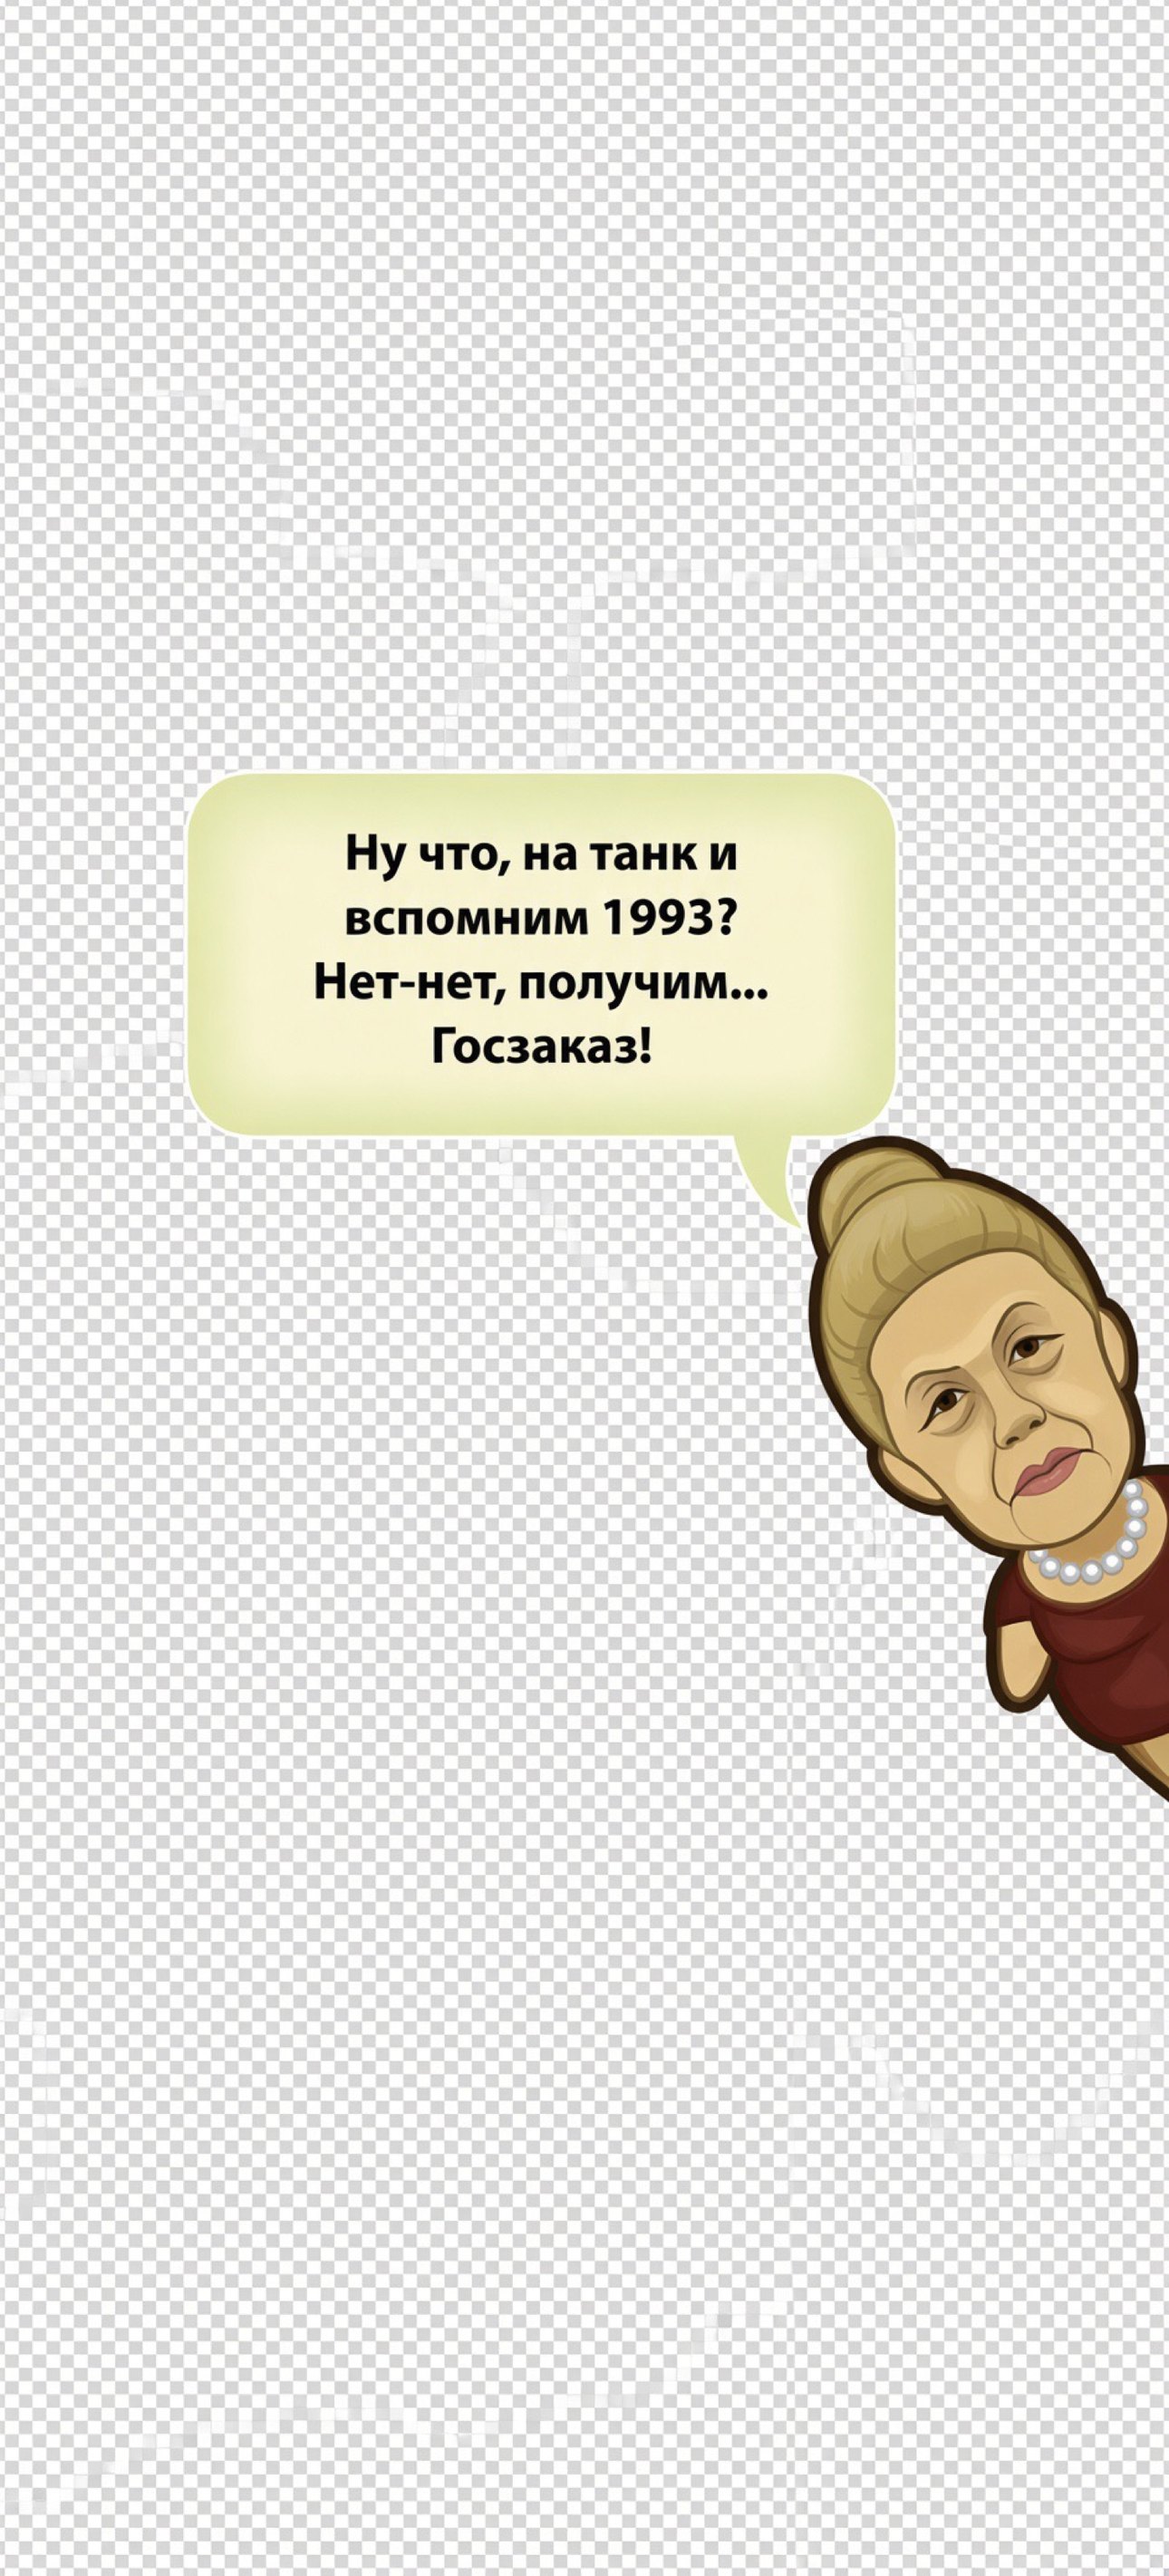 Ну что, на танк и
вспомним 1993?
Нет-нет, получим...
Госзаказ!